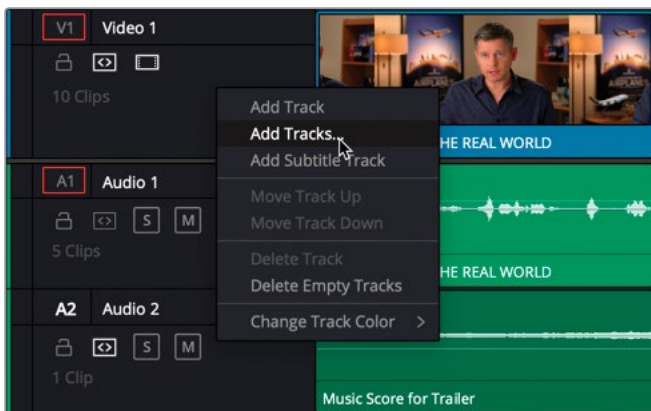 V1 Video 1
10 Clips
Add Track
Add Tracks...
Add Subtitle Track
Move Track Up
Move Track Down
Delete Track
Delete Empty Tracks
Change Track Color >
HE REAL WORLD
A1 Audio 1
S M
5 Clips
HE REAL WORLD
A2 Audio 2
S M
1 Clip
Music Score for Trailer